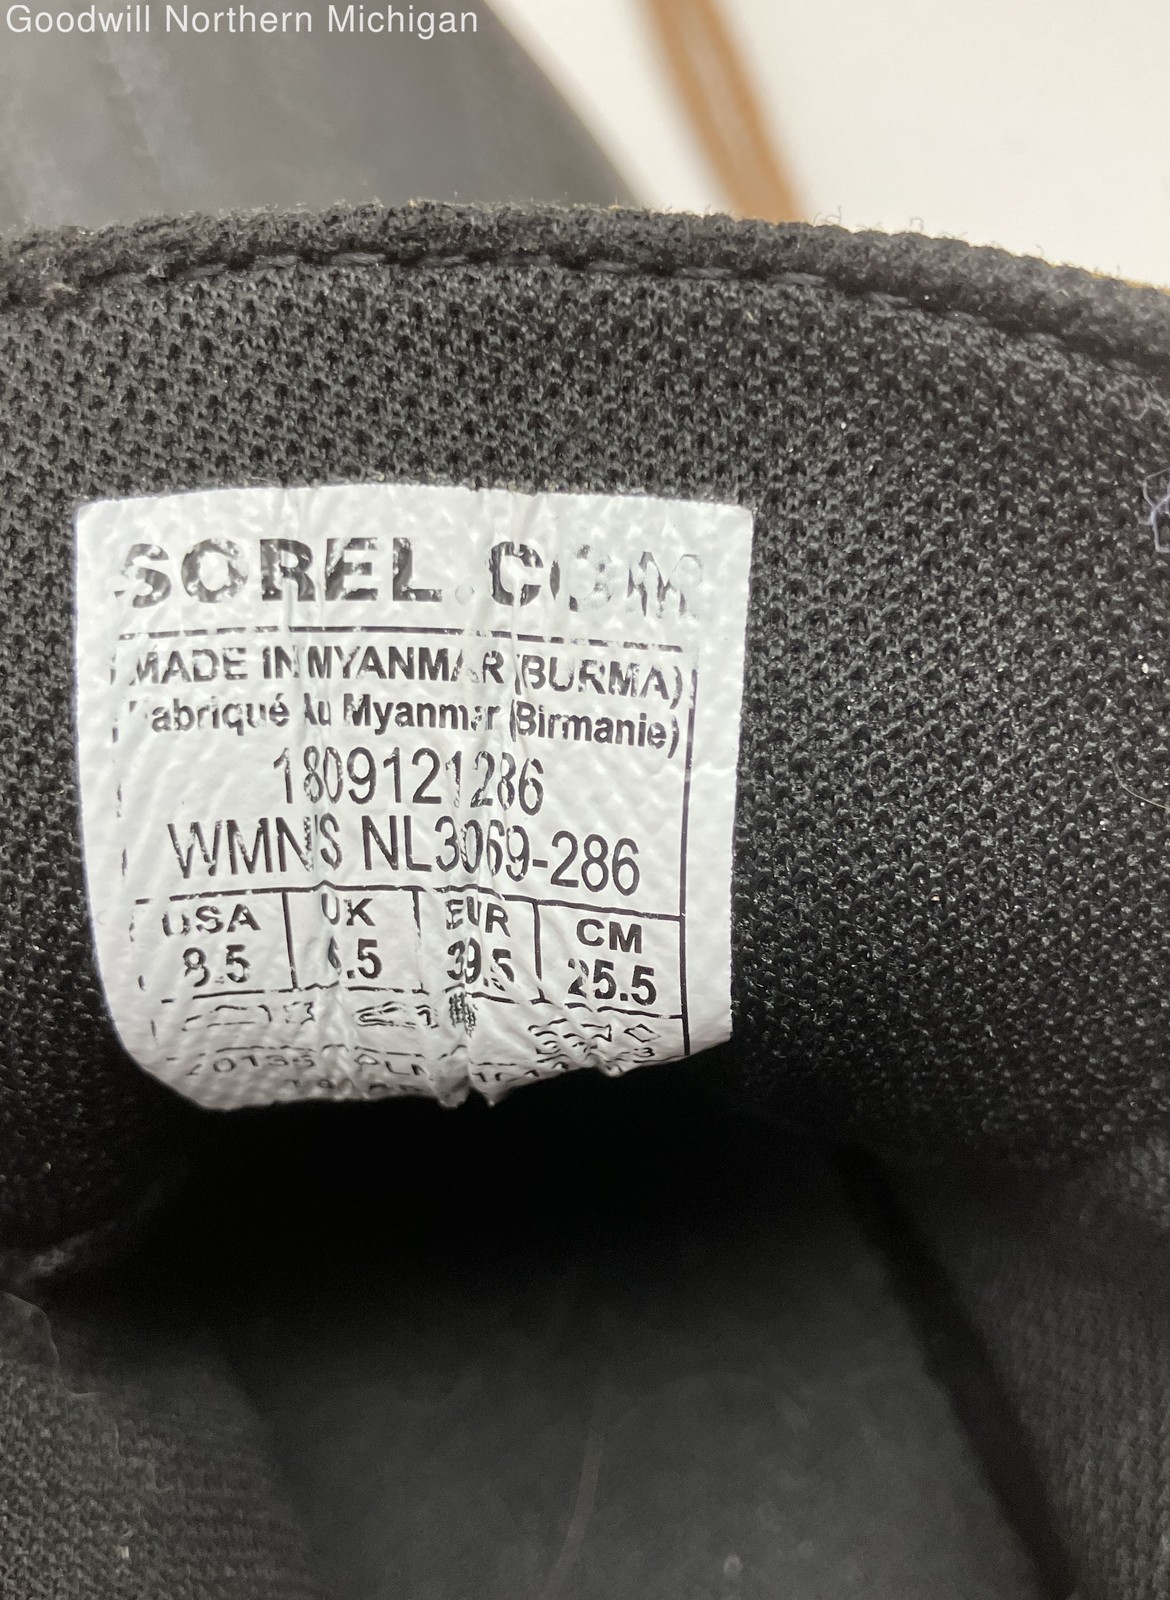 Goodwill Northern Michigan
SOREL.COM
MADE IN MYANMAR (BURMA)
Fabriqué Au Myanmar (Birmanie)
1809121286
WMN'S NL3069-286
USA UK EUR CM
8.5 6.5 39.5 25.5